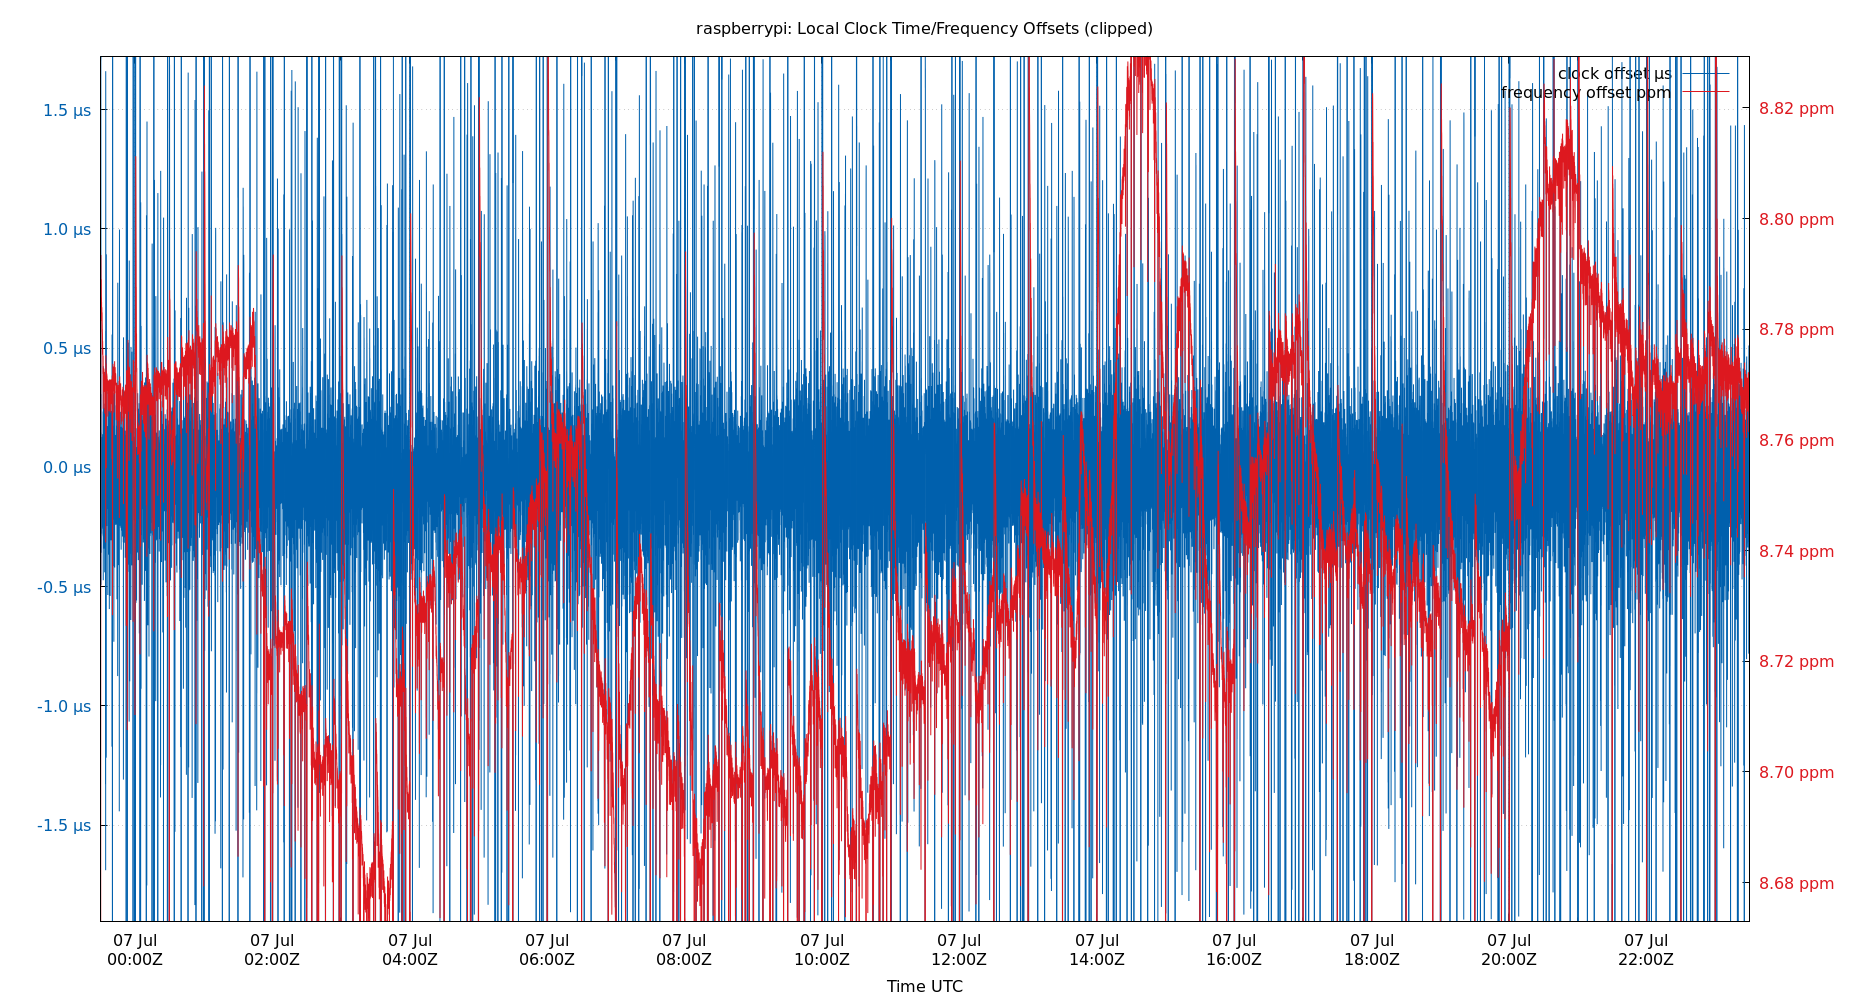 raspberrypi: Local Clock Time/Frequency Offsets (clipped)
clock offset µs
frequency offset ppm
1.5 µs
1.0 µs
0.5 µs
0.0 µs
-0.5 µs
-1.0 µs
-1.5 µs
8.82 ppm
8.80 ppm
8.78 ppm
8.76 ppm
8.74 ppm
8.72 ppm
8.70 ppm
8.68 ppm
07 Jul 07 Jul 07 Jul 07 Jul 07 Jul 07 Jul 07 Jul 07 Jul 07 Jul 07 Jul 07 Jul 07 Jul
00:00Z 02:00Z 04:00Z 06:00Z 08:00Z 10:00Z 12:00Z 14:00Z 16:00Z 18:00Z 20:00Z 22:00Z
Time UTC